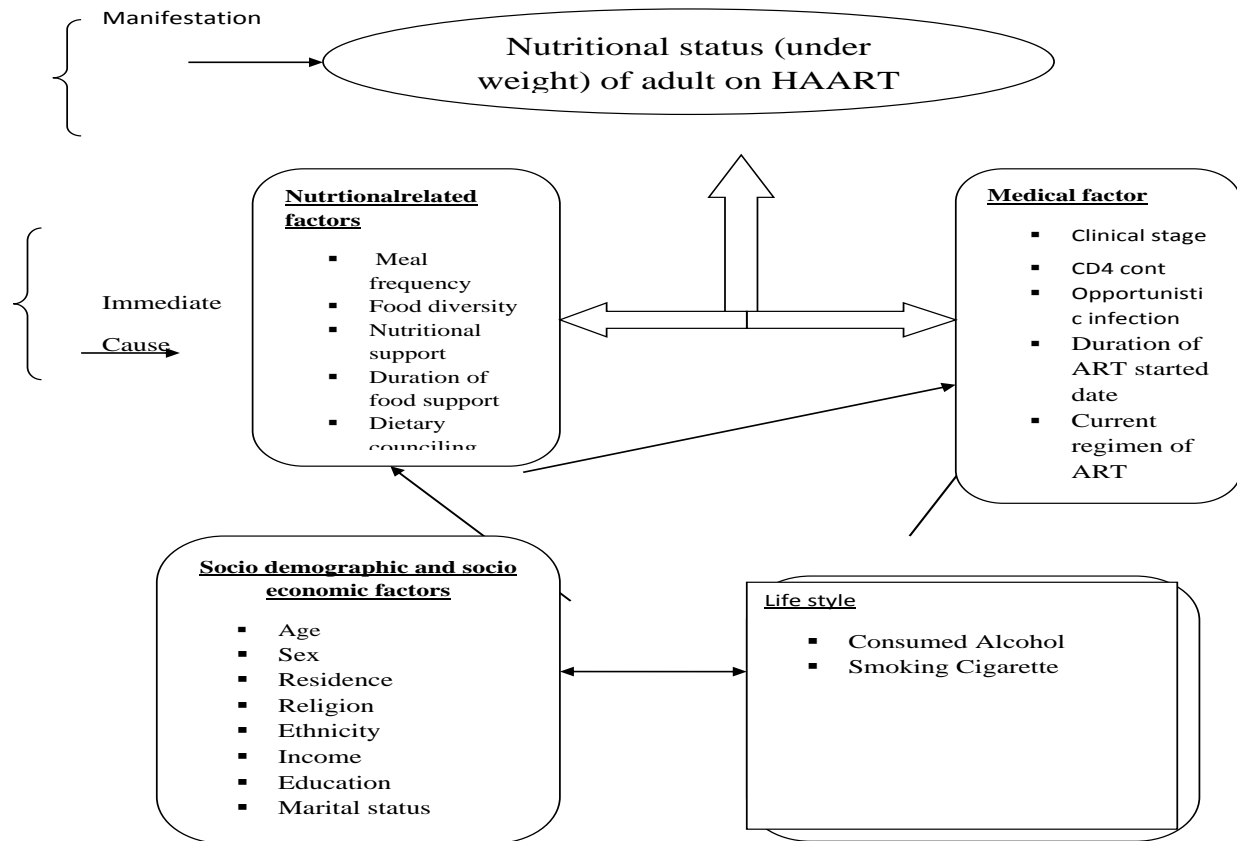 Manifestation
Nutritional status (under
weight) of adult on HAART
Nutrtionalrelated
factors
▪ Meal
frequency
▪ Food diversity
▪ Nutritional
support
▪ Duration of
food support
▪ Dietary
counciling
Medical factor
▪ Clinical stage
▪ CD4 cont
▪ Opportunisti
c infection
▪ Duration of
ART started
date
▪ Current
regimen of
ART
Immediate
Cause
Socio demographic and socio
economic factors
▪ Age
▪ Sex
▪ Residence
▪ Religion
▪ Ethnicity
▪ Income
▪ Education
▪ Marital status
Life style
▪ Consumed Alcohol
▪ Smoking Cigarette